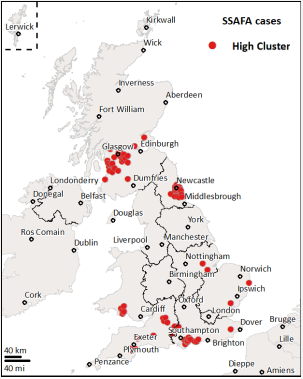 SSAFA cases
High Cluster
Lerwick
Kirkwall
Wick
Inverness
Aberdeen
Fort William
Glasgow
Edinburgh
Londonderry
Dumfries
Newcastle
Donegal
Belfast
Middlesbrough
Douglas
York
Ros Comain
Dublin
Liverpool
Manchester
Nottingham
Norwich
Birmingham
Ipswich
Cork
Cardiff
Oxford
London
Brugge
Exeter
Southampton
Dover
Brighton
Lille
40 km
40 mi
Plymouth
Penzance
Dieppe
Amiens